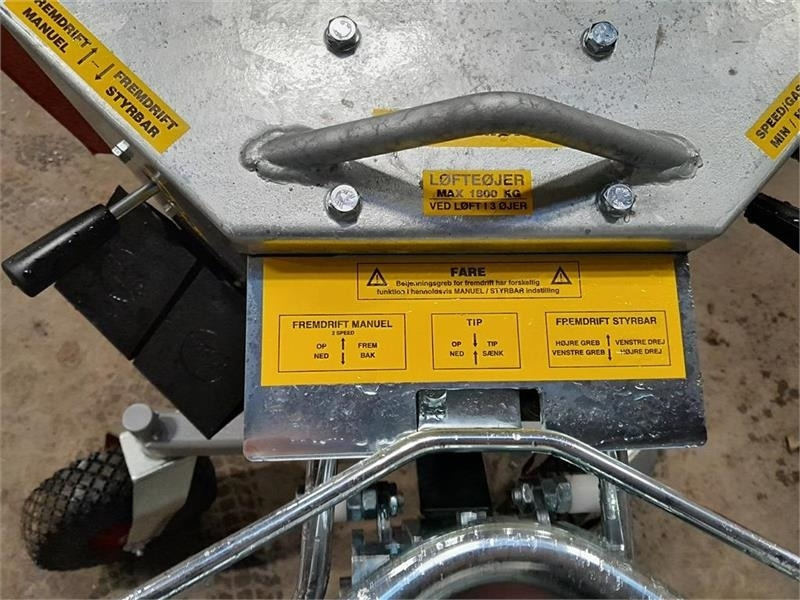 FREMDRIFT
MANUEL
FREMDRIFT
STYRBAR
SPEED/GAS
MIN /
LØFTEØJER
MAX 1800 KG
VED LØFT I 3 ØJER
FARE
Betjeningsgreb for fremdrift har forskellig
funktion i henholdsvis MANUEL / STYRBAR indstilling
FREMDRIFT MANUEL
2 SPEED
OP FREM
NED BAK
TIP
OP TIP
NED SÆNK
FREMDRIFT STYRBAR
HØJRE GREB VENSTRE DREJ
VENSTRE GREB HØJRE DREJ